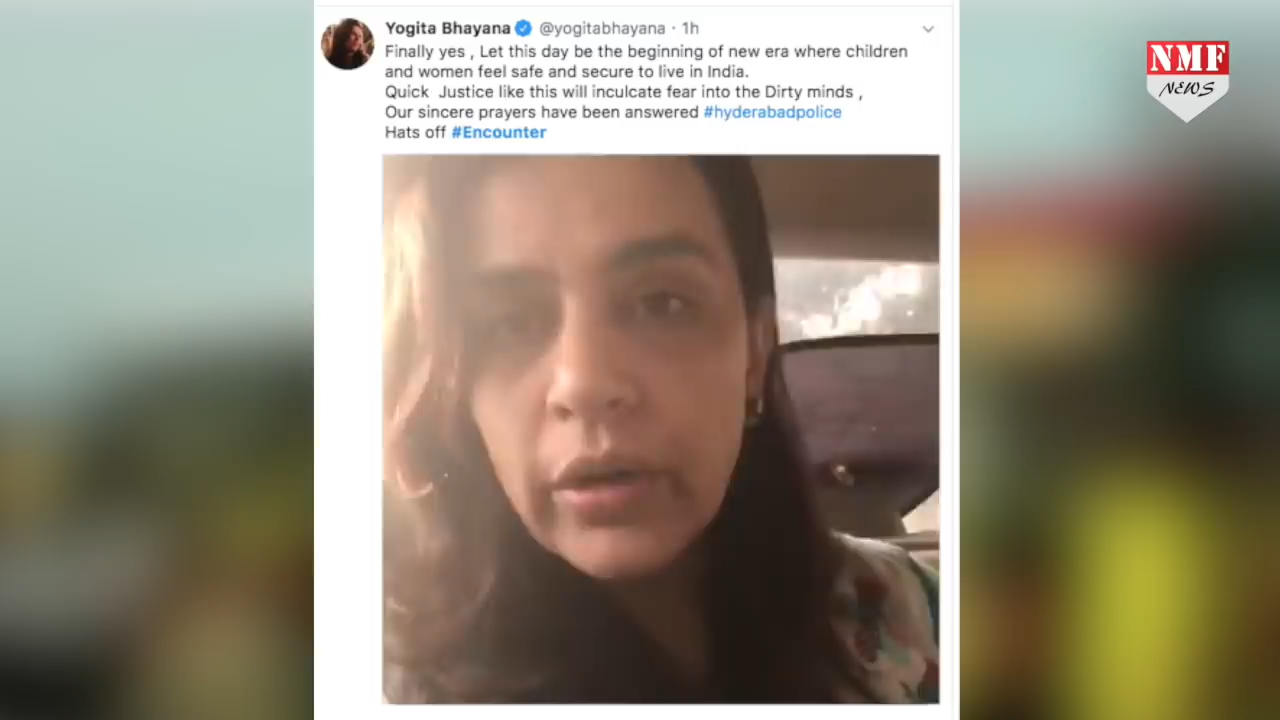 Yogita Bhayana @yogitabhayana · 1h
Finally yes , Let this day be the beginning of new era where children
and women feel safe and secure to live in India.
Quick  Justice like this will inculcate fear into the Dirty minds ,
Our sincere prayers have been answered #hyderabadpolice
Hats off #Encounter
NMF
NEWS